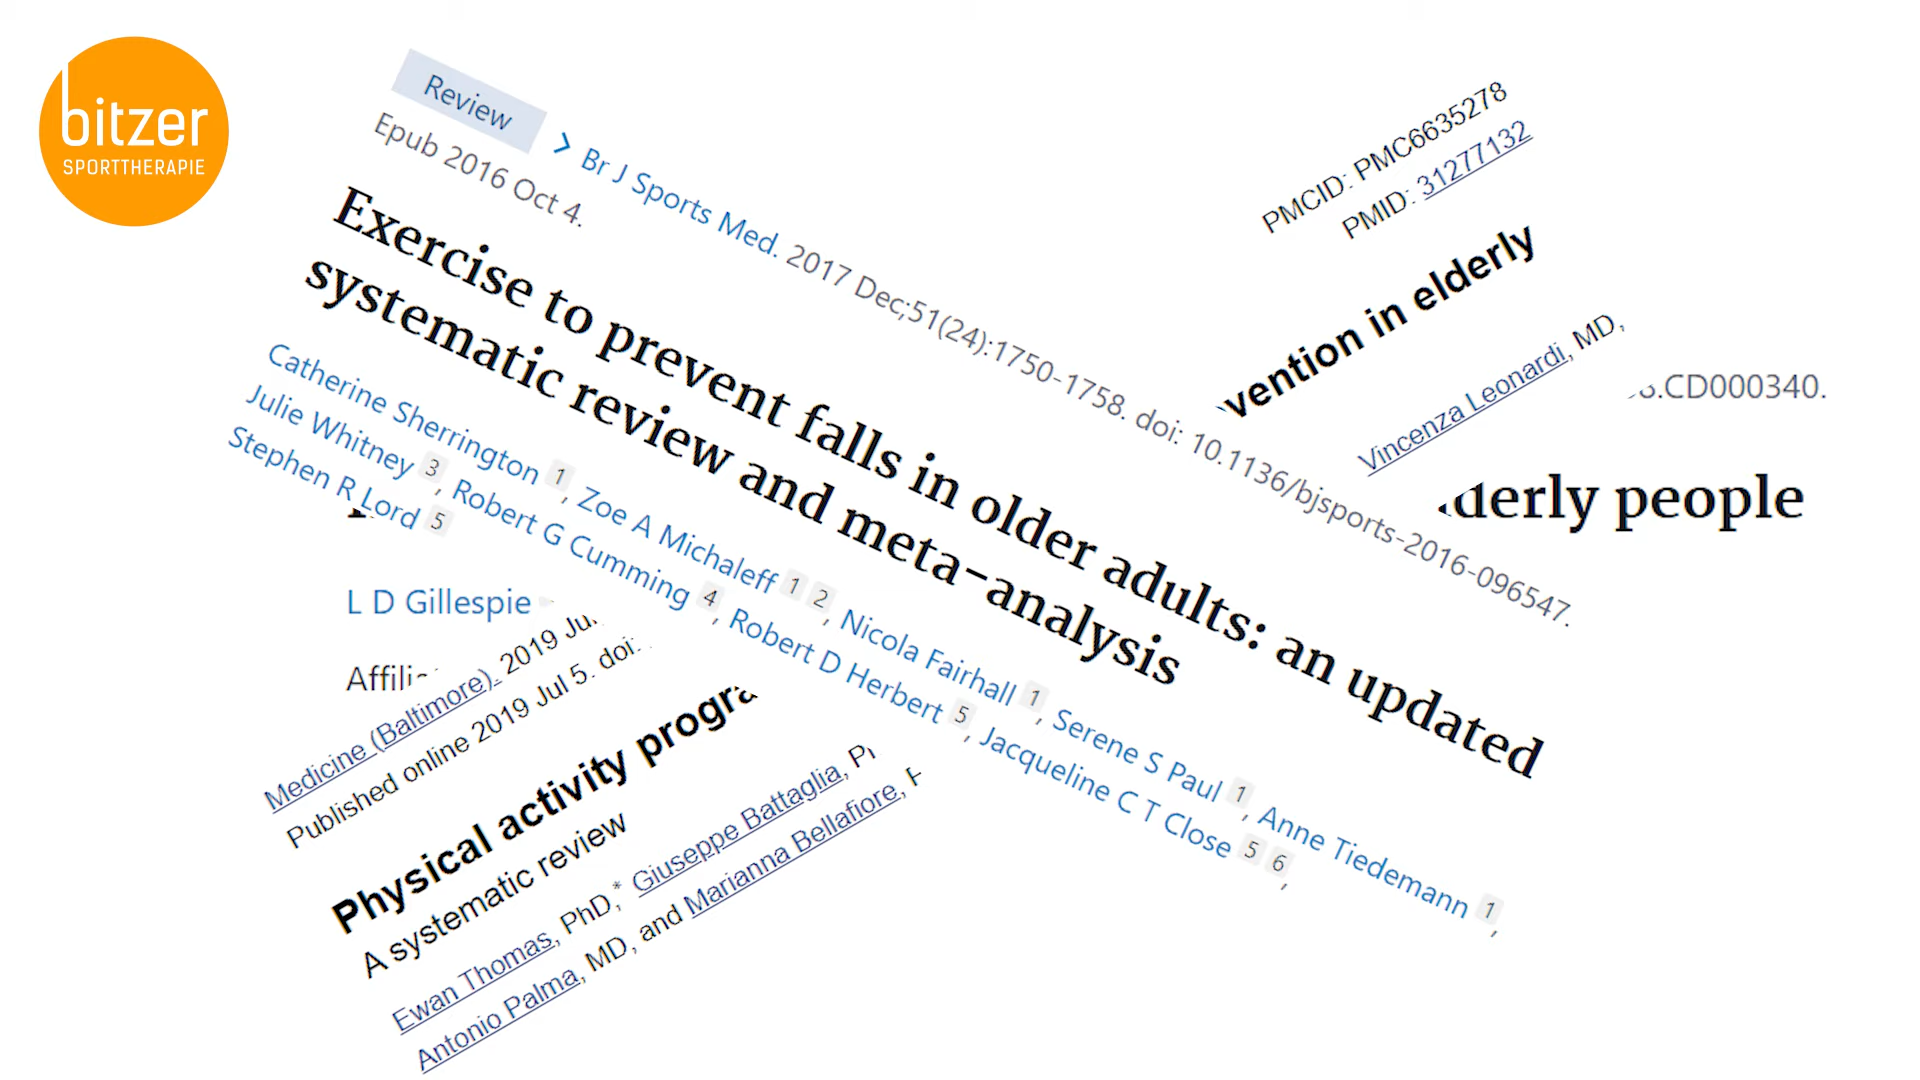 bitzer
SPORTTHERAPIE
Review
Br J Sports Med. 2017 Dec;51(24):1750-1758. doi: 10.1136/bjsports-2016-096547.
Epub 2016 Oct 4.
Exercise to prevent falls in older adults: an updated
systematic review and meta-analysis
Catherine Sherrington 1, Zoe A Michaleff 1 2, Nicola Fairhall 1, Serene S Paul 1, Anne Tiedemann 1,
Julie Whitney 3, Robert G Cumming 4, Robert D Herbert 5, Jacqueline C T Close 5 6,
Stephen R Lord 5
PMCID: PMC6635278
PMID: 31277132
vention in elderly
Vincenza Leonardi, MD,
.CD000340.
derly people
L D Gillespie
Affili
Medicine (Baltimore). 2019 Ju
Published online 2019 Jul 5. doi:
Physical activity progra
A systematic review
Ewan Thomas, PhD,* Giuseppe Battaglia, P
Antonio Palma, MD, and Marianna Bellafiore,